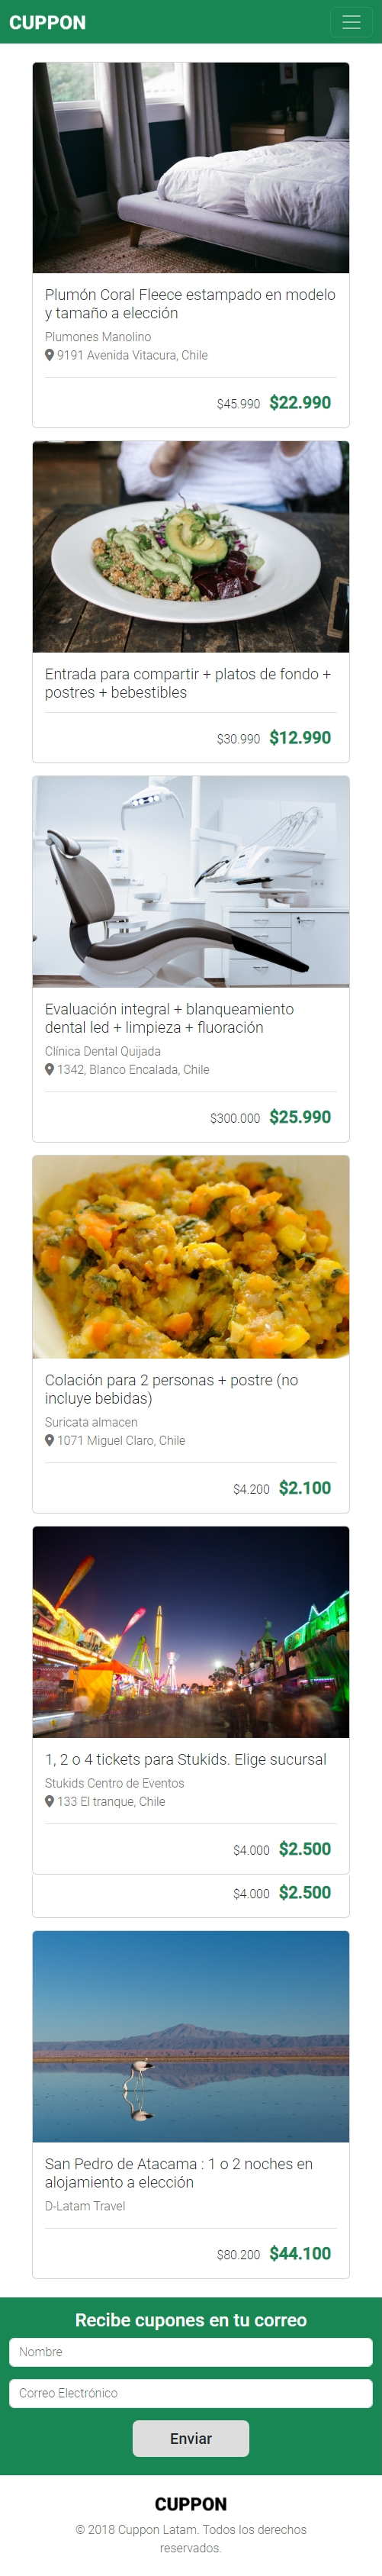 CUPPON
Plumón Coral Fleece estampado en modelo
y tamaño a elección
Plumones Manolino
9191 Avenida Vitacura, Chile
$45.990 $22.990
Entrada para compartir + platos de fondo +
postres + bebestibles
$30.990 $12.990
Evaluación integral + blanqueamiento
dental led + limpieza + fluoración
Clínica Dental Quijada
1342, Blanco Encalada, Chile
$300.000 $25.990
Colación para 2 personas + postre (no
incluye bebidas)
Suricata almacen
1071 Miguel Claro, Chile
$4.200 $2.100
1, 2 o 4 tickets para Stukids. Elige sucursal
Stukids Centro de Eventos
133 El tranque, Chile
$4.000 $2.500
$4.000 $2.500
San Pedro de Atacama : 1 o 2 noches en
alojamiento a elección
D-Latam Travel
$80.200 $44.100
Recibe cupones en tu correo
Nombre
Correo Electrónico
Enviar
CUPPON
© 2018 Cuppon Latam. Todos los derechos
reservados.